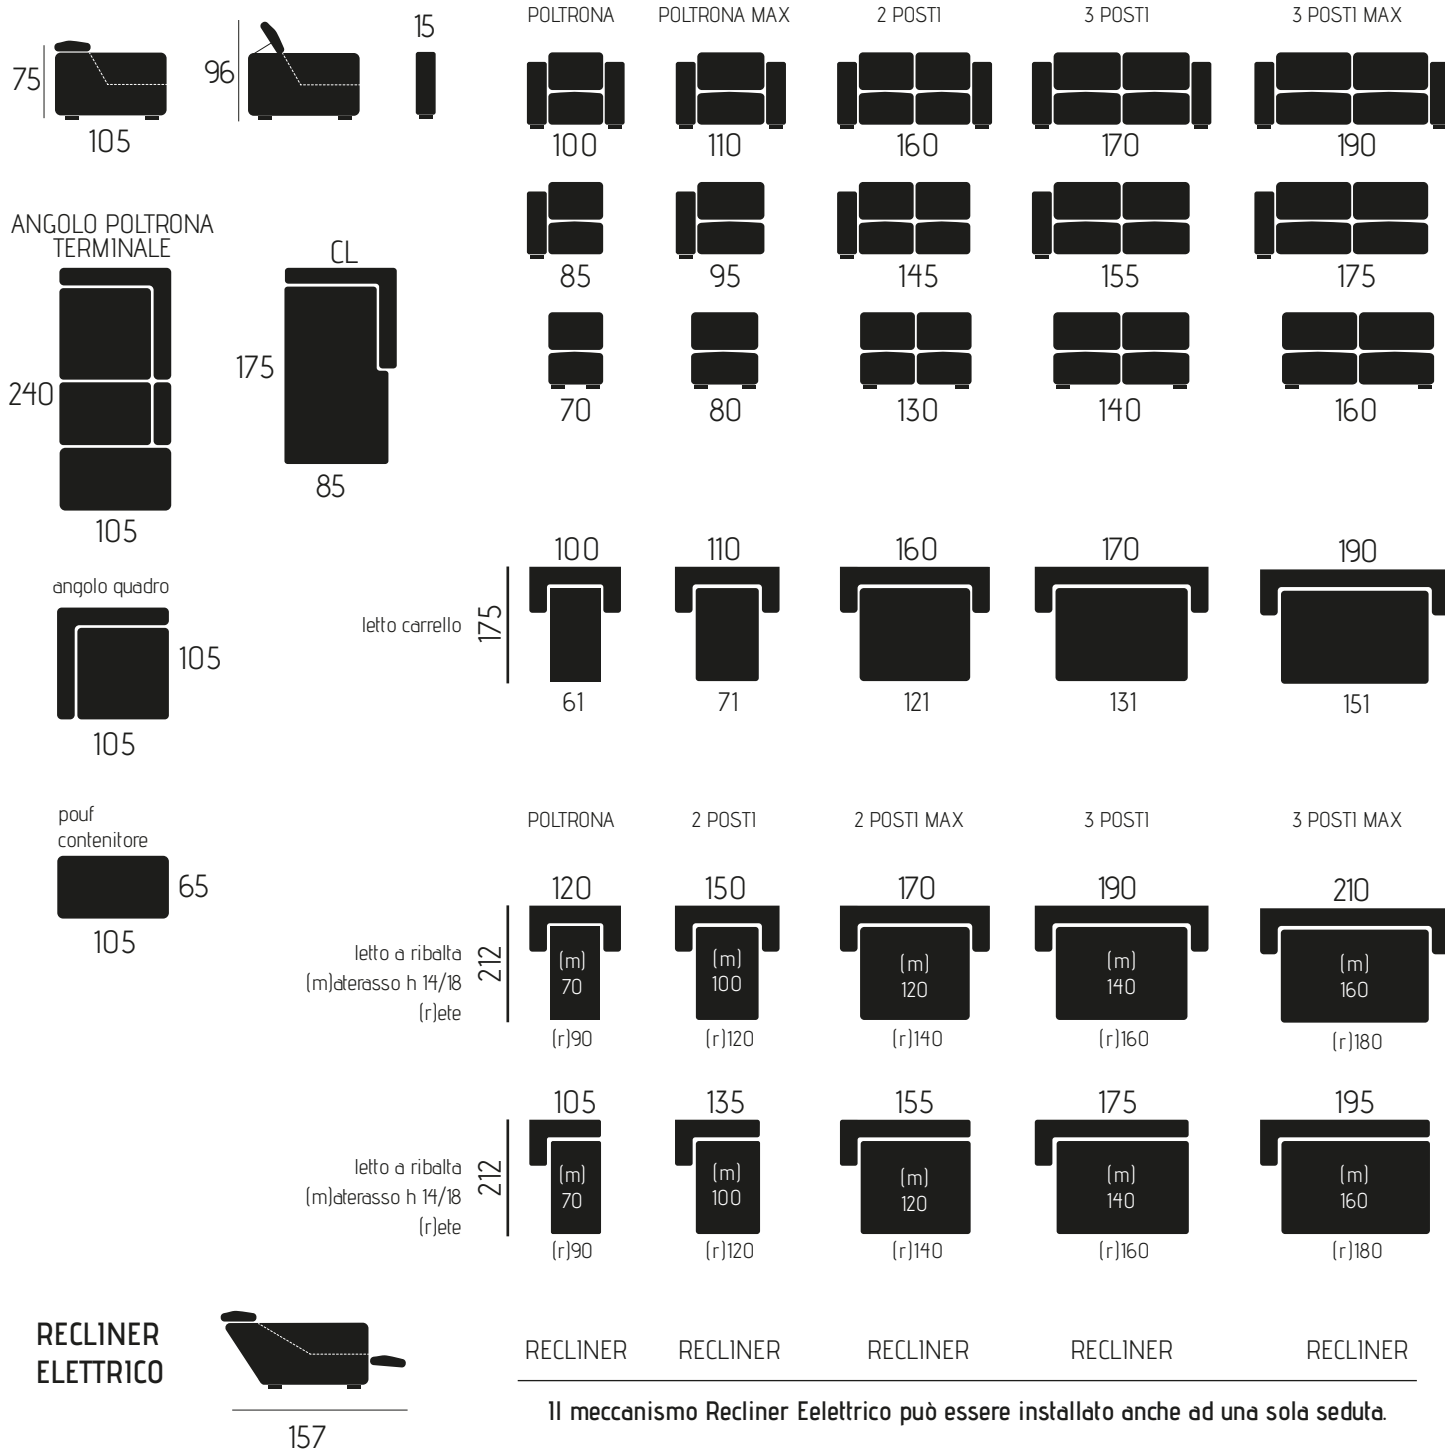 POLTRONA POLTRONA MAX 2 POSTI 3 POSTI 3 POSTI MAX
15
75
96
105
100 110 160 170 190
ANGOLO POLTRONA
TERMINALE
CL
85 95 145 155 175
240
175
70 80 130 140 160
85
105
100 110 160 170 190
angolo quadro
letto carrello 175
105
61 71 121 131 151
105
pouf
contenitore
65
105
POLTRONA 2 POSTI 2 POSTI MAX 3 POSTI 3 POSTI MAX
120 150 170 190 210
letto a ribalta
(m)aterasso h 14/18
(r)ete
212
(m) (m) (m) (m) (m)
70 100 120 140 160
(r)90 (r)120 (r)140 (r)160 (r)180
105 135 155 175 195
letto a ribalta
(m)aterasso h 14/18
(r)ete
212
(m) (m) (m) (m) (m)
70 100 120 140 160
(r)90 (r)120 (r)140 (r)160 (r)180
RECLINER
ELETTRICO
157
RECLINER RECLINER RECLINER RECLINER RECLINER
Il meccanismo Recliner Eelettrico può essere installato anche ad una sola seduta.